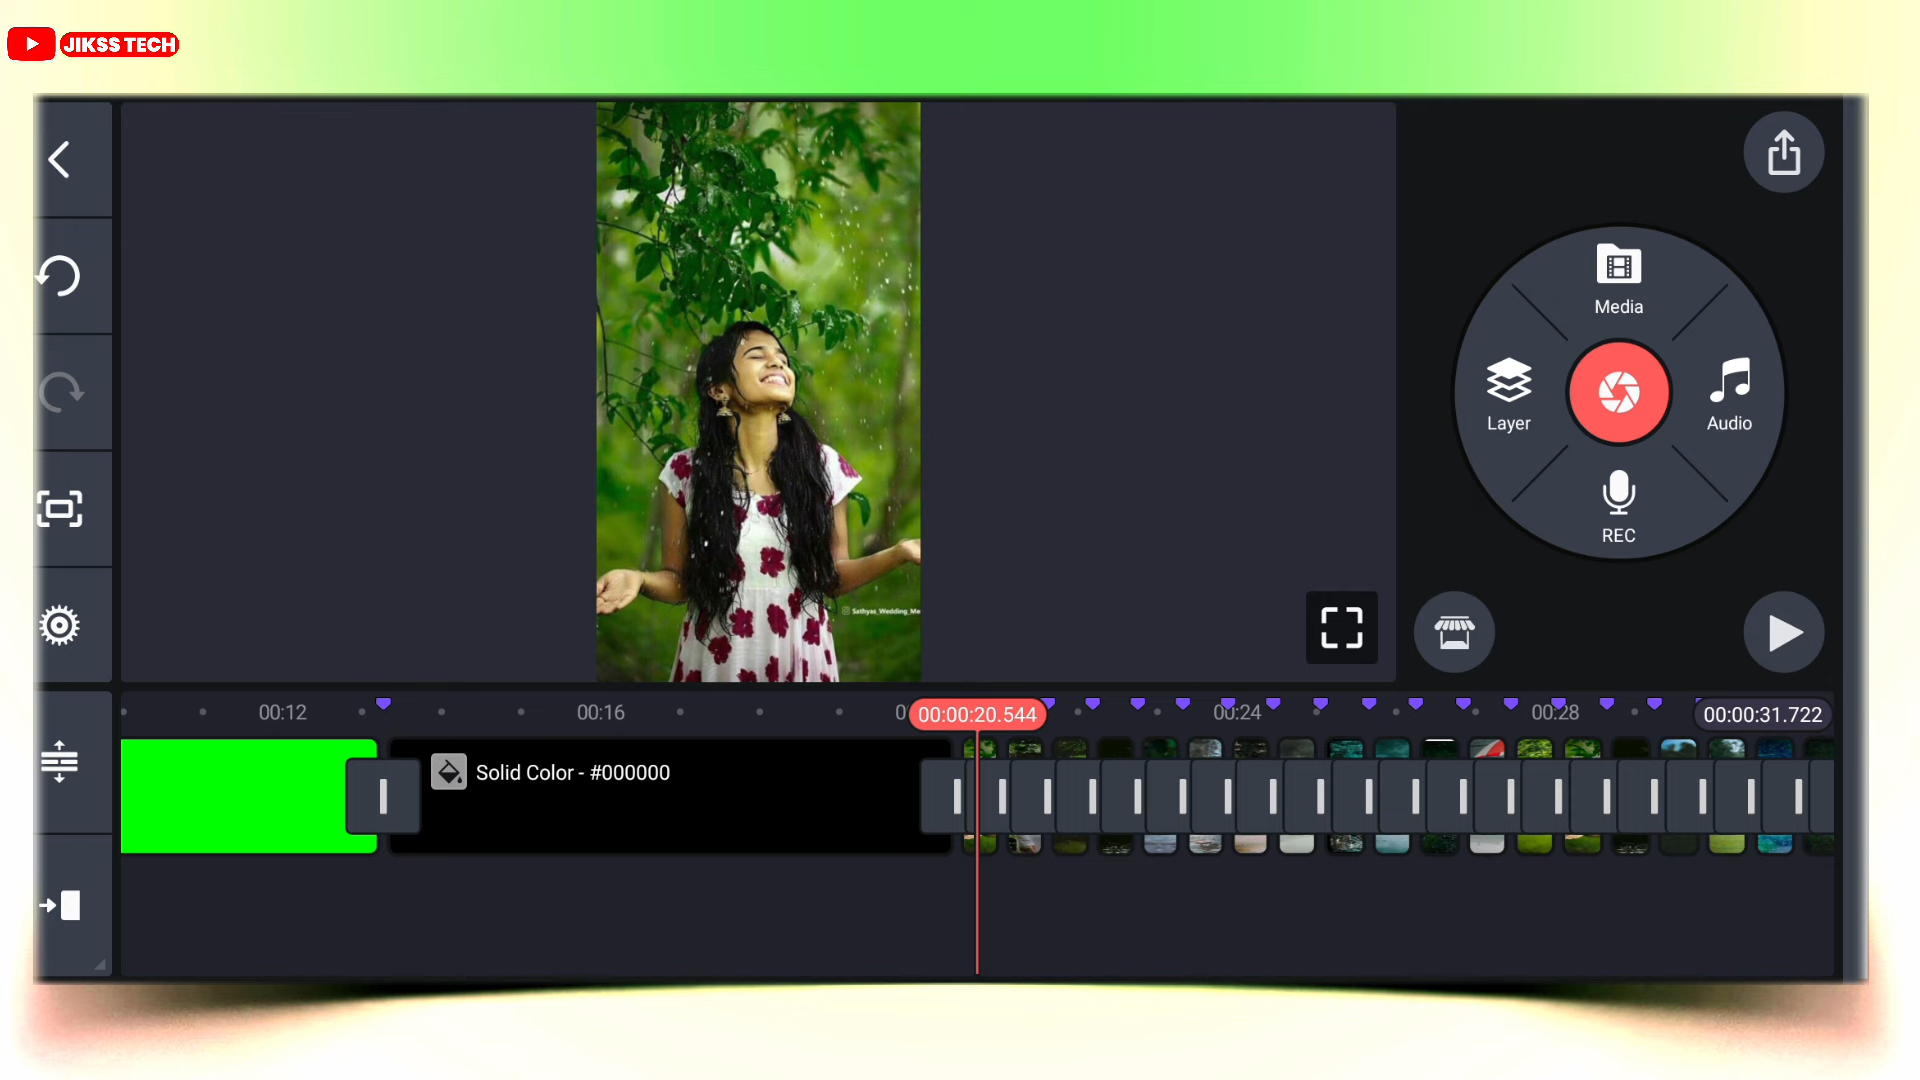 JIKSS TECH
Media
Layer
Audio
REC
Sathyas_Wedding_Me
00:12
00:16
00:00:20.544
00:24
00:28
00:00:31.722
Solid Color - #000000